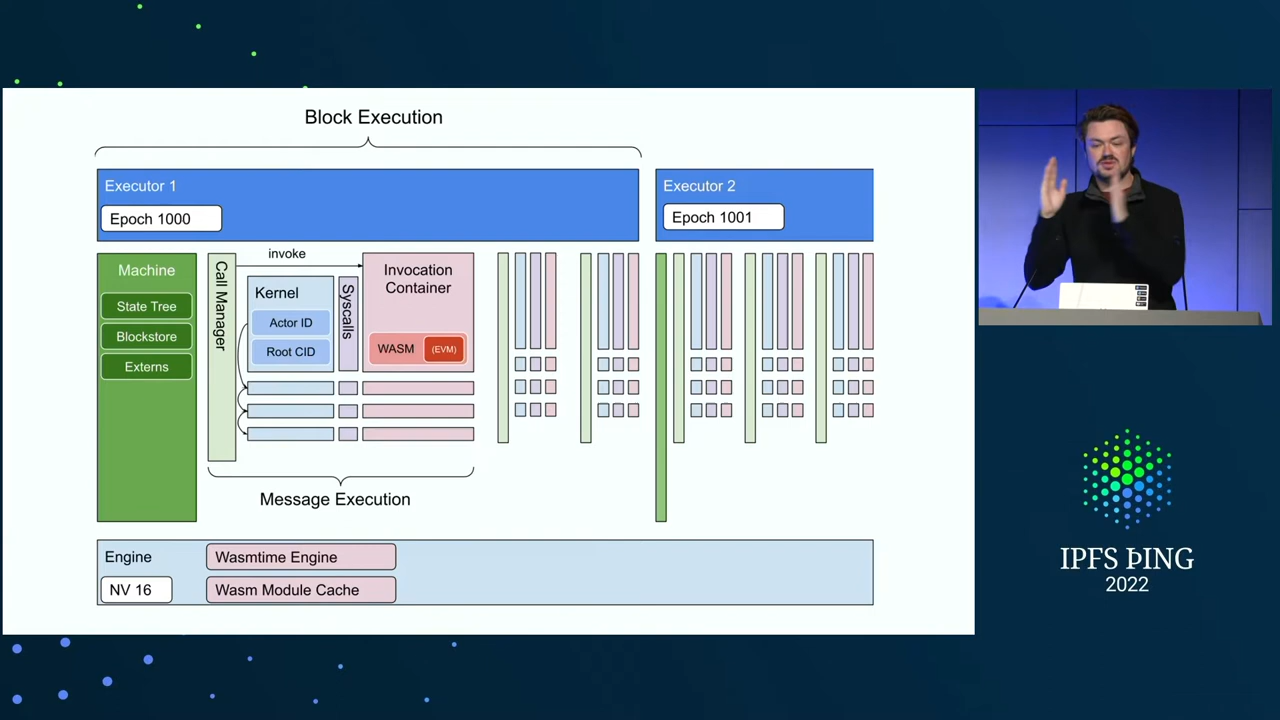 Block Execution
Executor 1
Epoch 1000
Executor 2
Epoch 1001
Machine
State Tree
Blockstore
Externs
Call Manager
invoke
Kernel
Actor ID
Root CID
Syscalls
Invocation
Container
WASM
(EVM)
Message Execution
Engine
NV 16
Wasmtime Engine
Wasm Module Cache
IPFS ÞING
2022